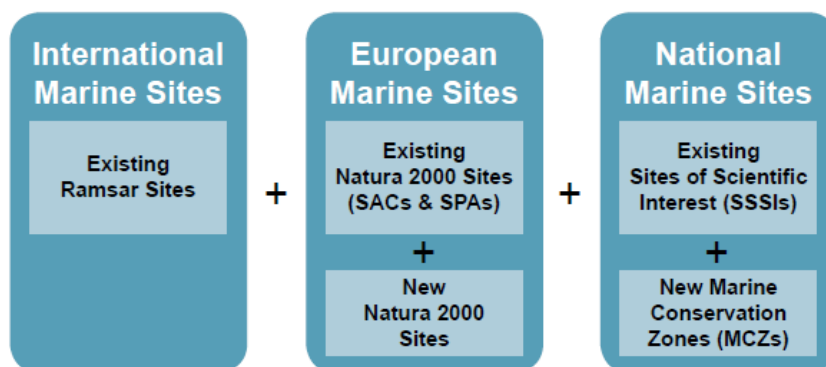 International
Marine Sites
Existing
Ramsar Sites
+
European
Marine Sites
Existing
Natura 2000 Sites
(SACs & SPAs)
+
New
Natura 2000
Sites
+
National
Marine Sites
Existing
Sites of Scientific
Interest (SSSIs)
+
New Marine
Conservation
Zones (MCZs)